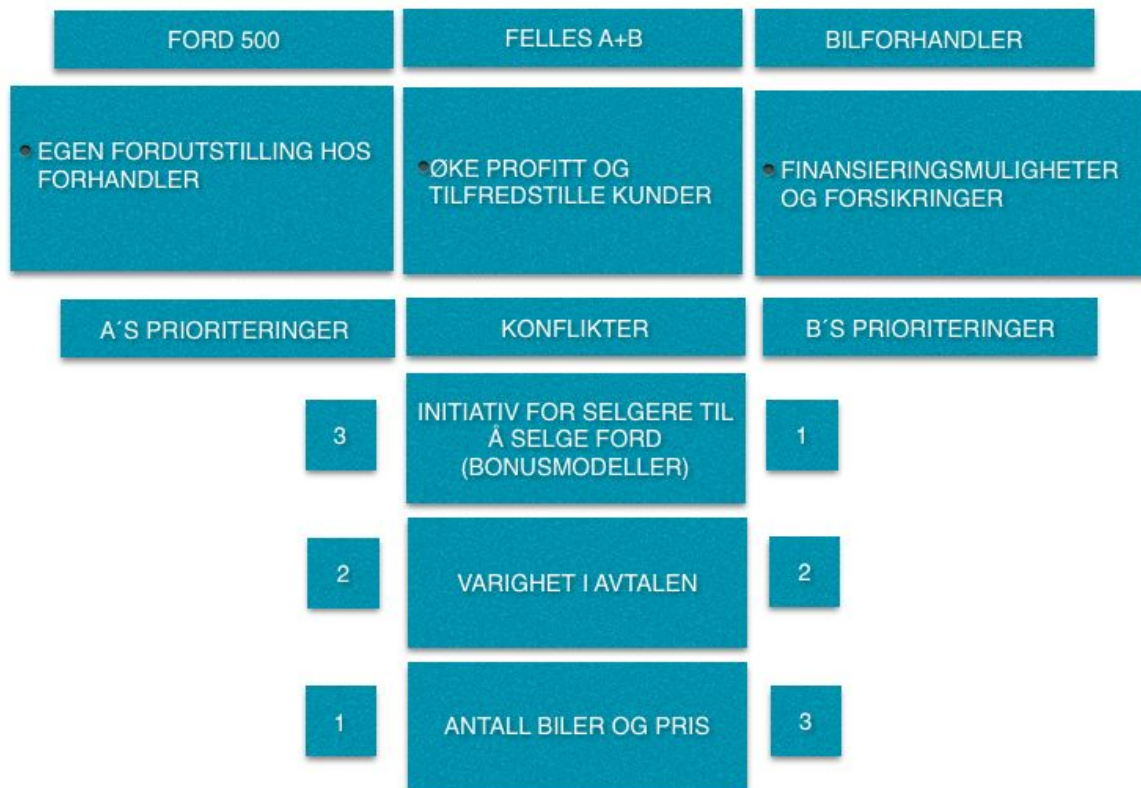 FORD 500
FELLES A+B
BILFORHANDLER
EGEN FORDUTSTILLING HOS
FORHANDLER
ØKE PROFITT OG
TILFREDSTILLE KUNDER
FINANSIERINGSMULIGHETER
OG FORSIKRINGER
A´S PRIORITERINGER
KONFLIKTER
B´S PRIORITERINGER
3
INITIATIV FOR SELGERE TIL
Å SELGE FORD
(BONUSMODELLER)
1
2
VARIGHET I AVTALEN
2
1
ANTALL BILER OG PRIS
3